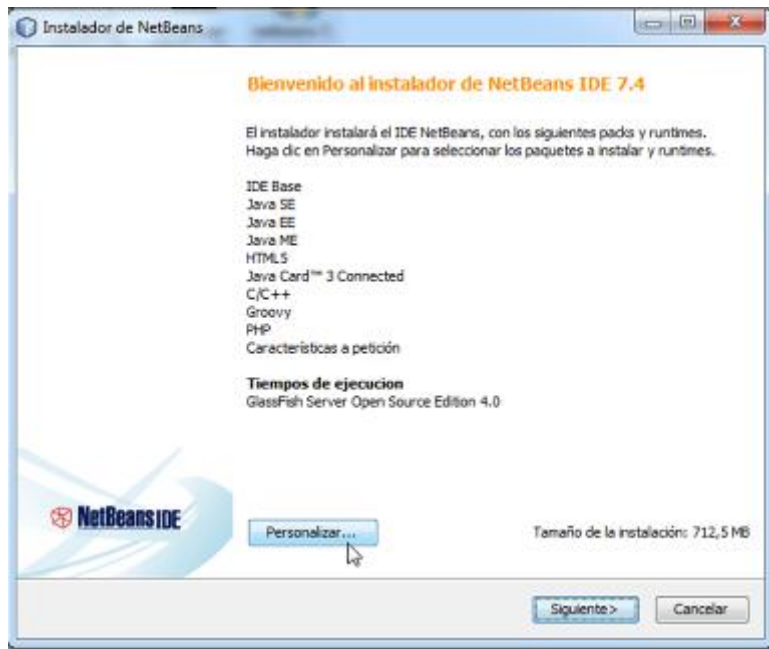 Instalador de NetBeans
Bienvenido al instalador de NetBeans IDE 7.4
El instalador instalará el IDE NetBeans, con los siguientes packs y runtimes.
Haga clic en Personalizar para seleccionar los paquetes a instalar y runtimes.
IDE Base
Java SE
Java EE
Java ME
HTML5
Java Card™ 3 Connected
C/C++
Groovy
PHP
Características a petición
Tiempos de ejecucion
GlassFish Server Open Source Edition 4.0
NetBeans IDE
Personalizar...
Tamaño de la instalación: 712,5 MB
Siguiente >
Cancelar